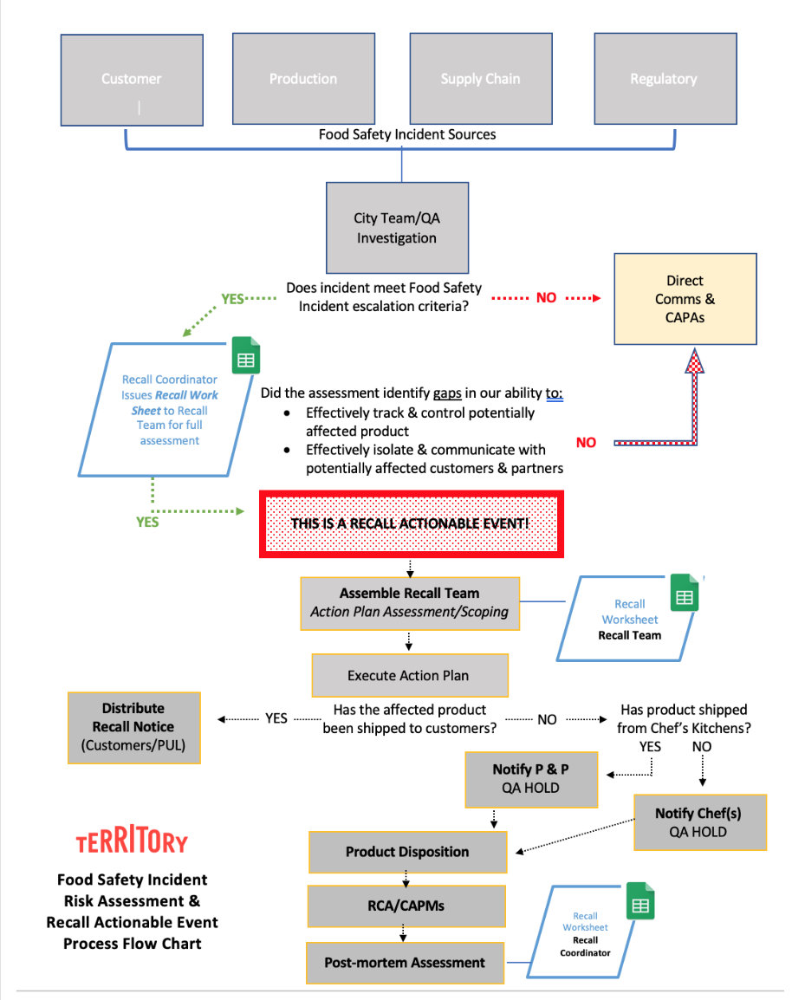 Customer
Production
Supply Chain
Regulatory
Food Safety Incident Sources
City Team/QA
Investigation
Does incident meet Food Safety
Incident escalation criteria?
YES
NO
Direct
Comms &
CAPAs
Recall Coordinator
Issues Recall Work
Sheet to Recall
Team for full
assessment
Did the assessment identify gaps in our ability to:
• Effectively track & control potentially
affected product
• Effectively isolate & communicate with
potentially affected customers & partners
NO
YES
THIS IS A RECALL ACTIONABLE EVENT!
Assemble Recall Team
Action Plan Assessment/Scoping
Recall
Worksheet
Recall Team
Execute Action Plan
Distribute
Recall Notice
(Customers/PUL)
YES
Has the affected product
been shipped to customers?
NO
Has product shipped
from Chef's Kitchens?
YES
NO
Notify P & P
QA HOLD
Notify Chef(s)
QA HOLD
Product Disposition
RCA/CAPMs
Post-mortem Assessment
Recall
Worksheet
Recall
Coordinator
TERRITORY
Food Safety Incident
Risk Assessment &
Recall Actionable Event
Process Flow Chart